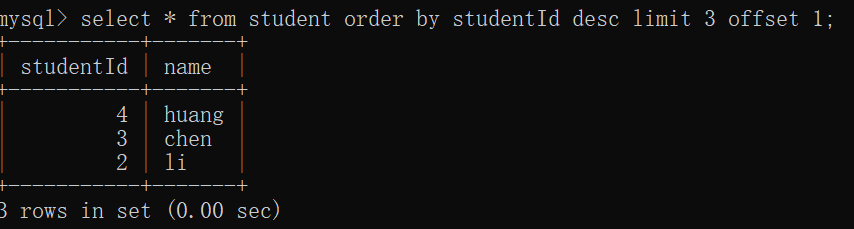 mysql> select * from student order by studentId desc limit 3 offset 1;
+-----------+-------+
| studentId | name  |
+-----------+-------+
|         4 | huang |
|         3 | chen  |
|         2 | li    |
+-----------+-------+
3 rows in set (0.00 sec)